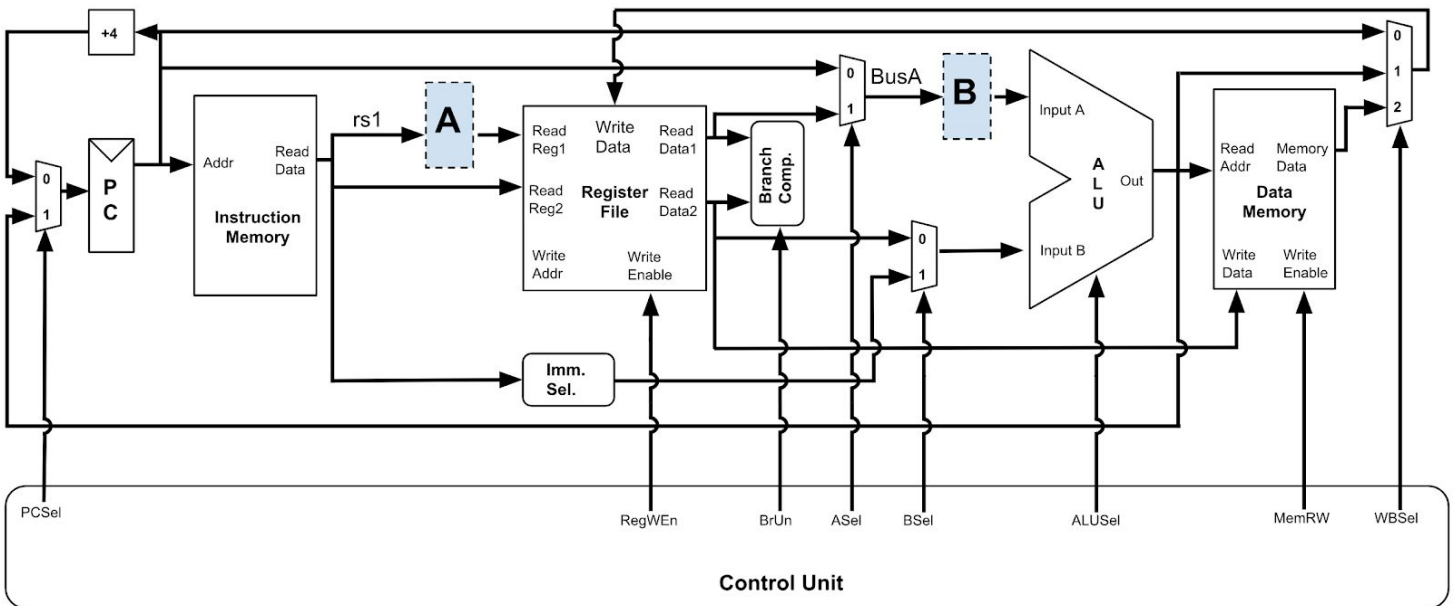 +4
0
1
2
0
1
BusA
B
A
rs1
Input A
Input B
A
L
U
Out
Read
Addr
Memory
Data
Data
Memory
Write
Data
Write
Enable
0
1
P
C
Addr
Read
Data
Instruction
Memory
Read
Reg1
Write
Data
Read
Data1
Read
Reg2
Register
File
Read
Data2
Write
Addr
Write
Enable
Branch
Comp.
0
1
Imm.
Sel.
PCSel
RegWEn
BrUn
ASel
BSel
ALUSel
MemRW
WBSel
Control Unit